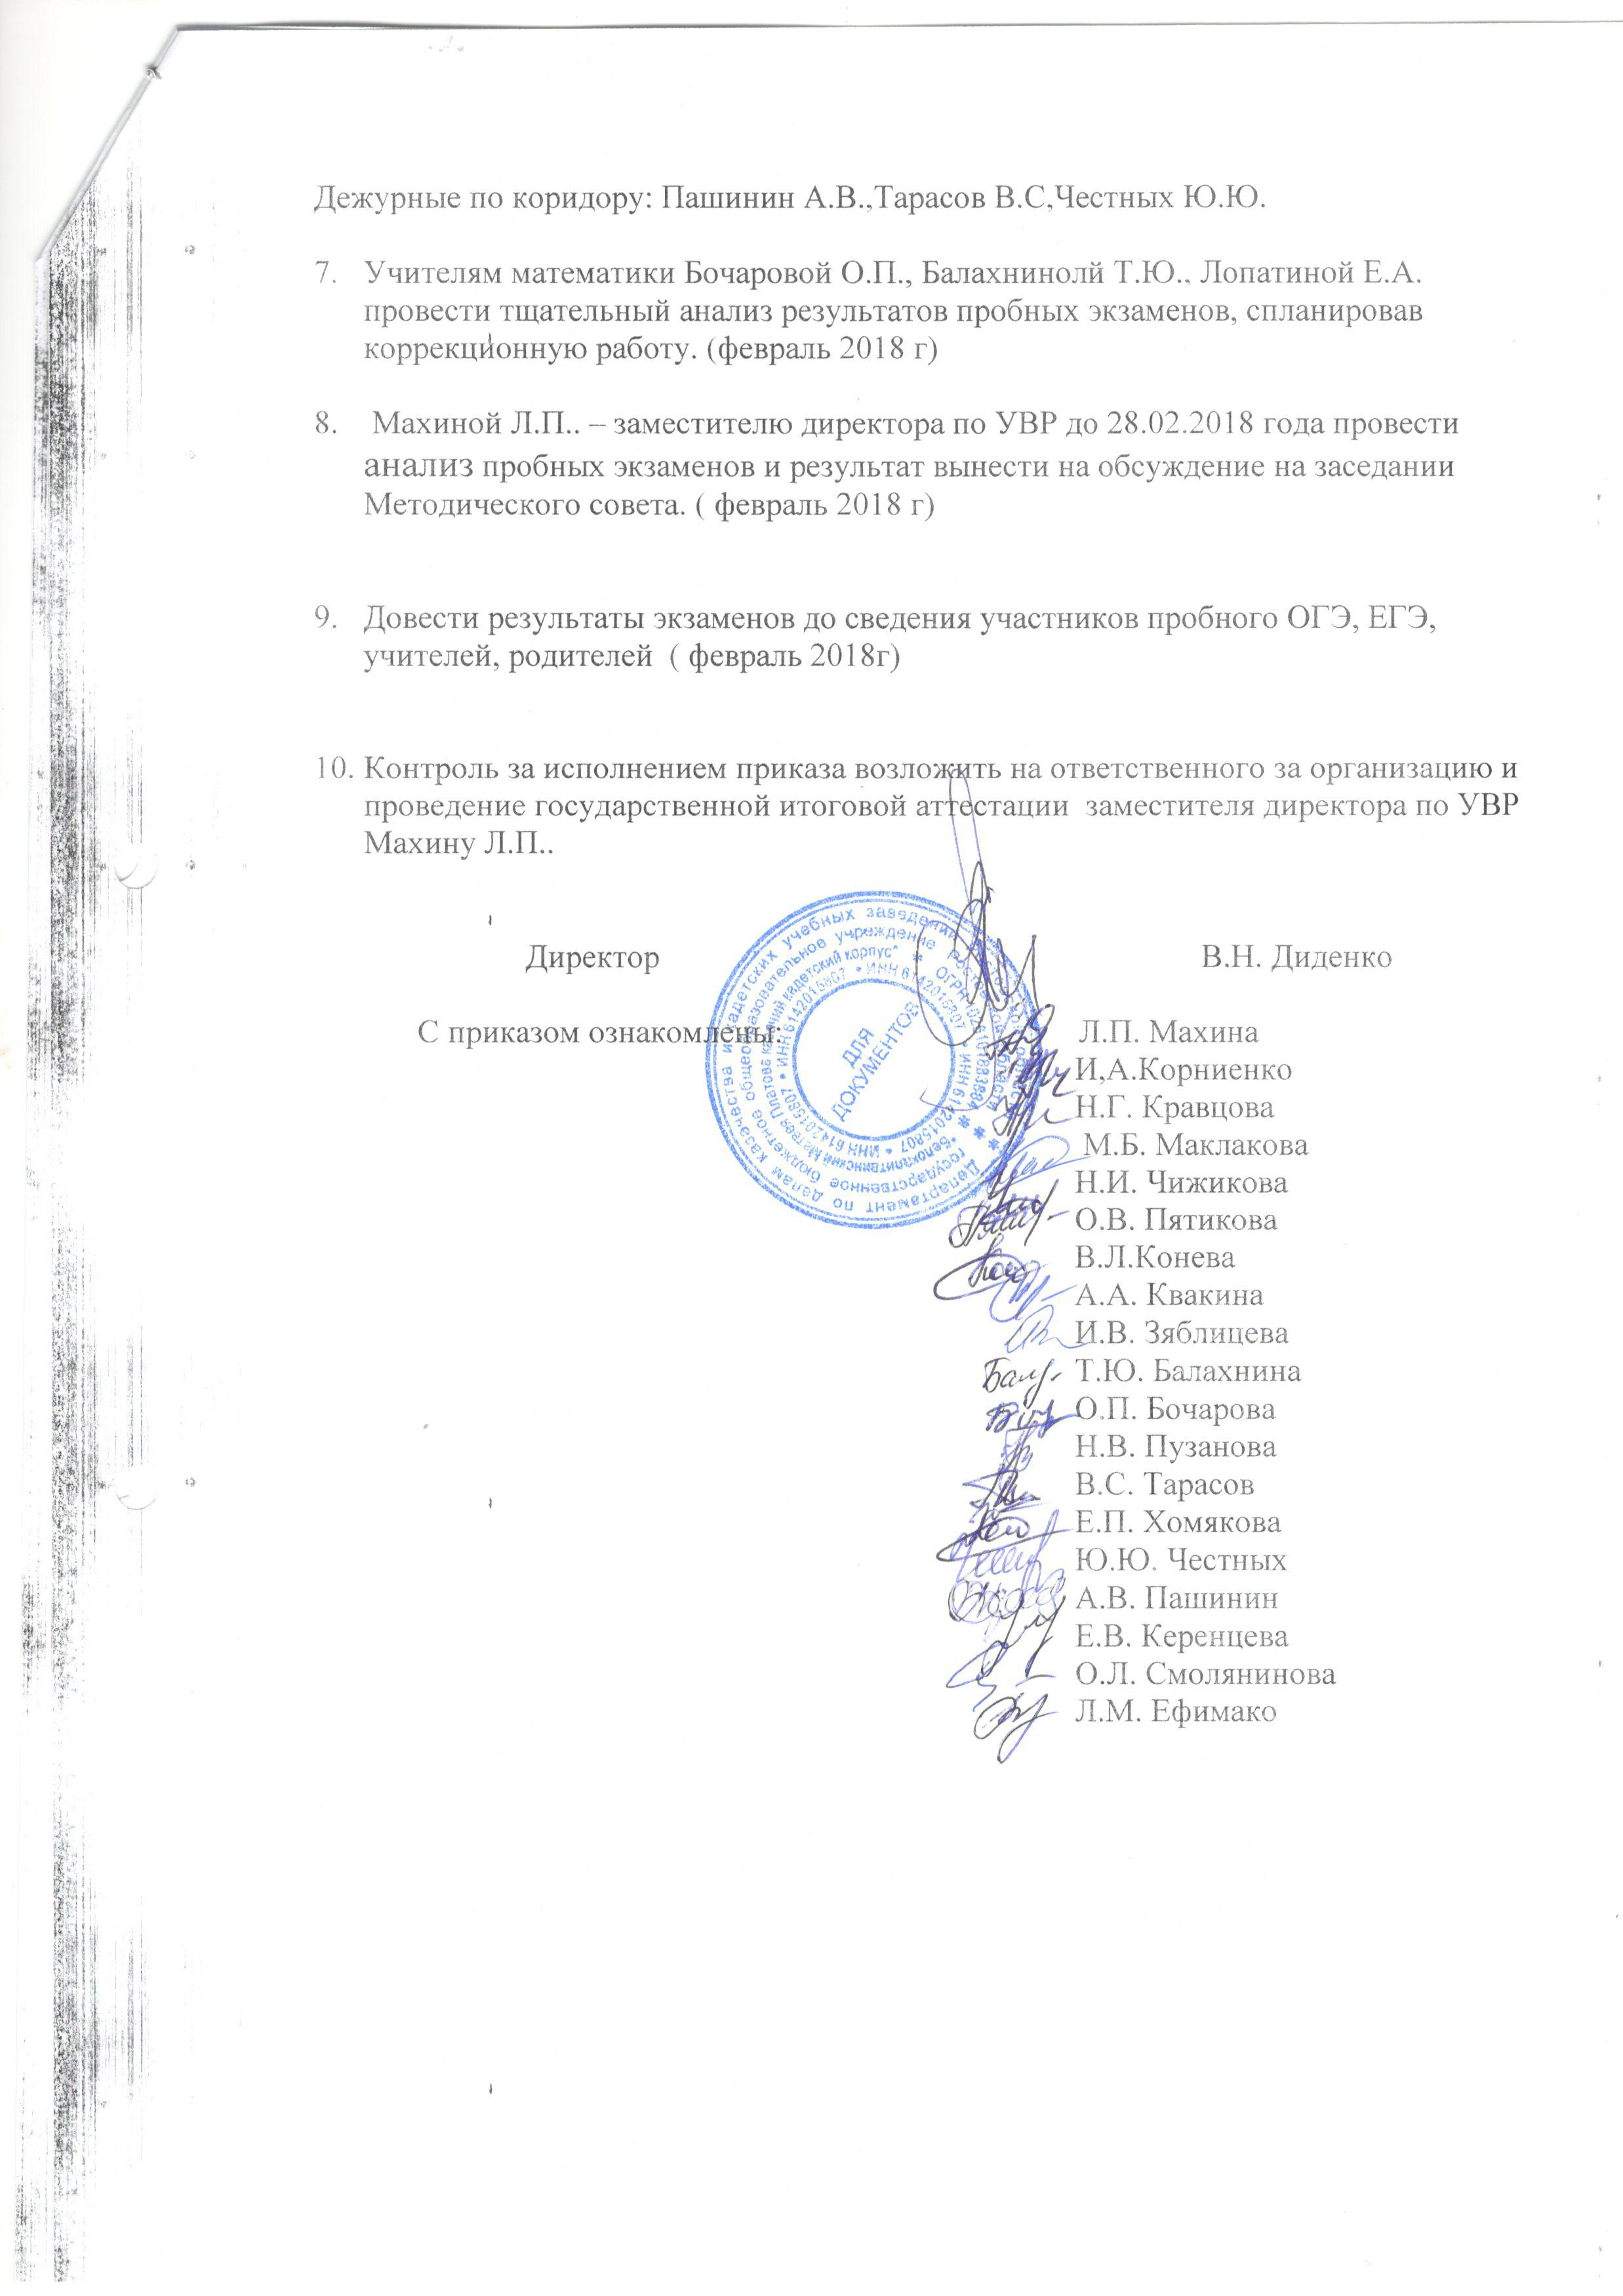 Дежурные по коридору: Пашинин А.В.,Тарасов В.С,Честных Ю.Ю.
7. Учителям математики Бочаровой О.П., Балахнинолй Т.Ю., Лопатиной Е.А.
провести тщательный анализ результатов пробных экзаменов, спланировав
коррекционную работу. (февраль 2018 г)
8. Махиной Л.П.. – заместителю директора по УВР до 28.02.2018 года провести
анализ пробных экзаменов и результат вынести на обсуждение на заседании
Методического совета. ( февраль 2018 г)
9. Довести результаты экзаменов до сведения участников пробного ОГЭ, ЕГЭ,
учителей, родителей ( февраль 2018г)
10. Контроль за исполнением приказа возложить на ответственного за организацию и
проведение государственной итоговой аттестации заместителя директора по УВР
Махину Л.П..
Директор В.Н. Диденко
ДЛЯ
ДОКУМЕНТОВ
С приказом ознакомлены: Л.П. Махина
И,А.Корниенко
Н.Г. Кравцова
М.Б. Маклакова
Н.И. Чижикова
О.В. Пятикова
В.Л.Конева
А.А. Квакина
И.В. Зяблицева
Т.Ю. Балахнина
О.П. Бочарова
Н.В. Пузанова
В.С. Тарасов
Е.П. Хомякова
Ю.Ю. Честных
А.В. Пашинин
Е.В. Керенцева
О.Л. Смолянинова
Л.М. Ефимако